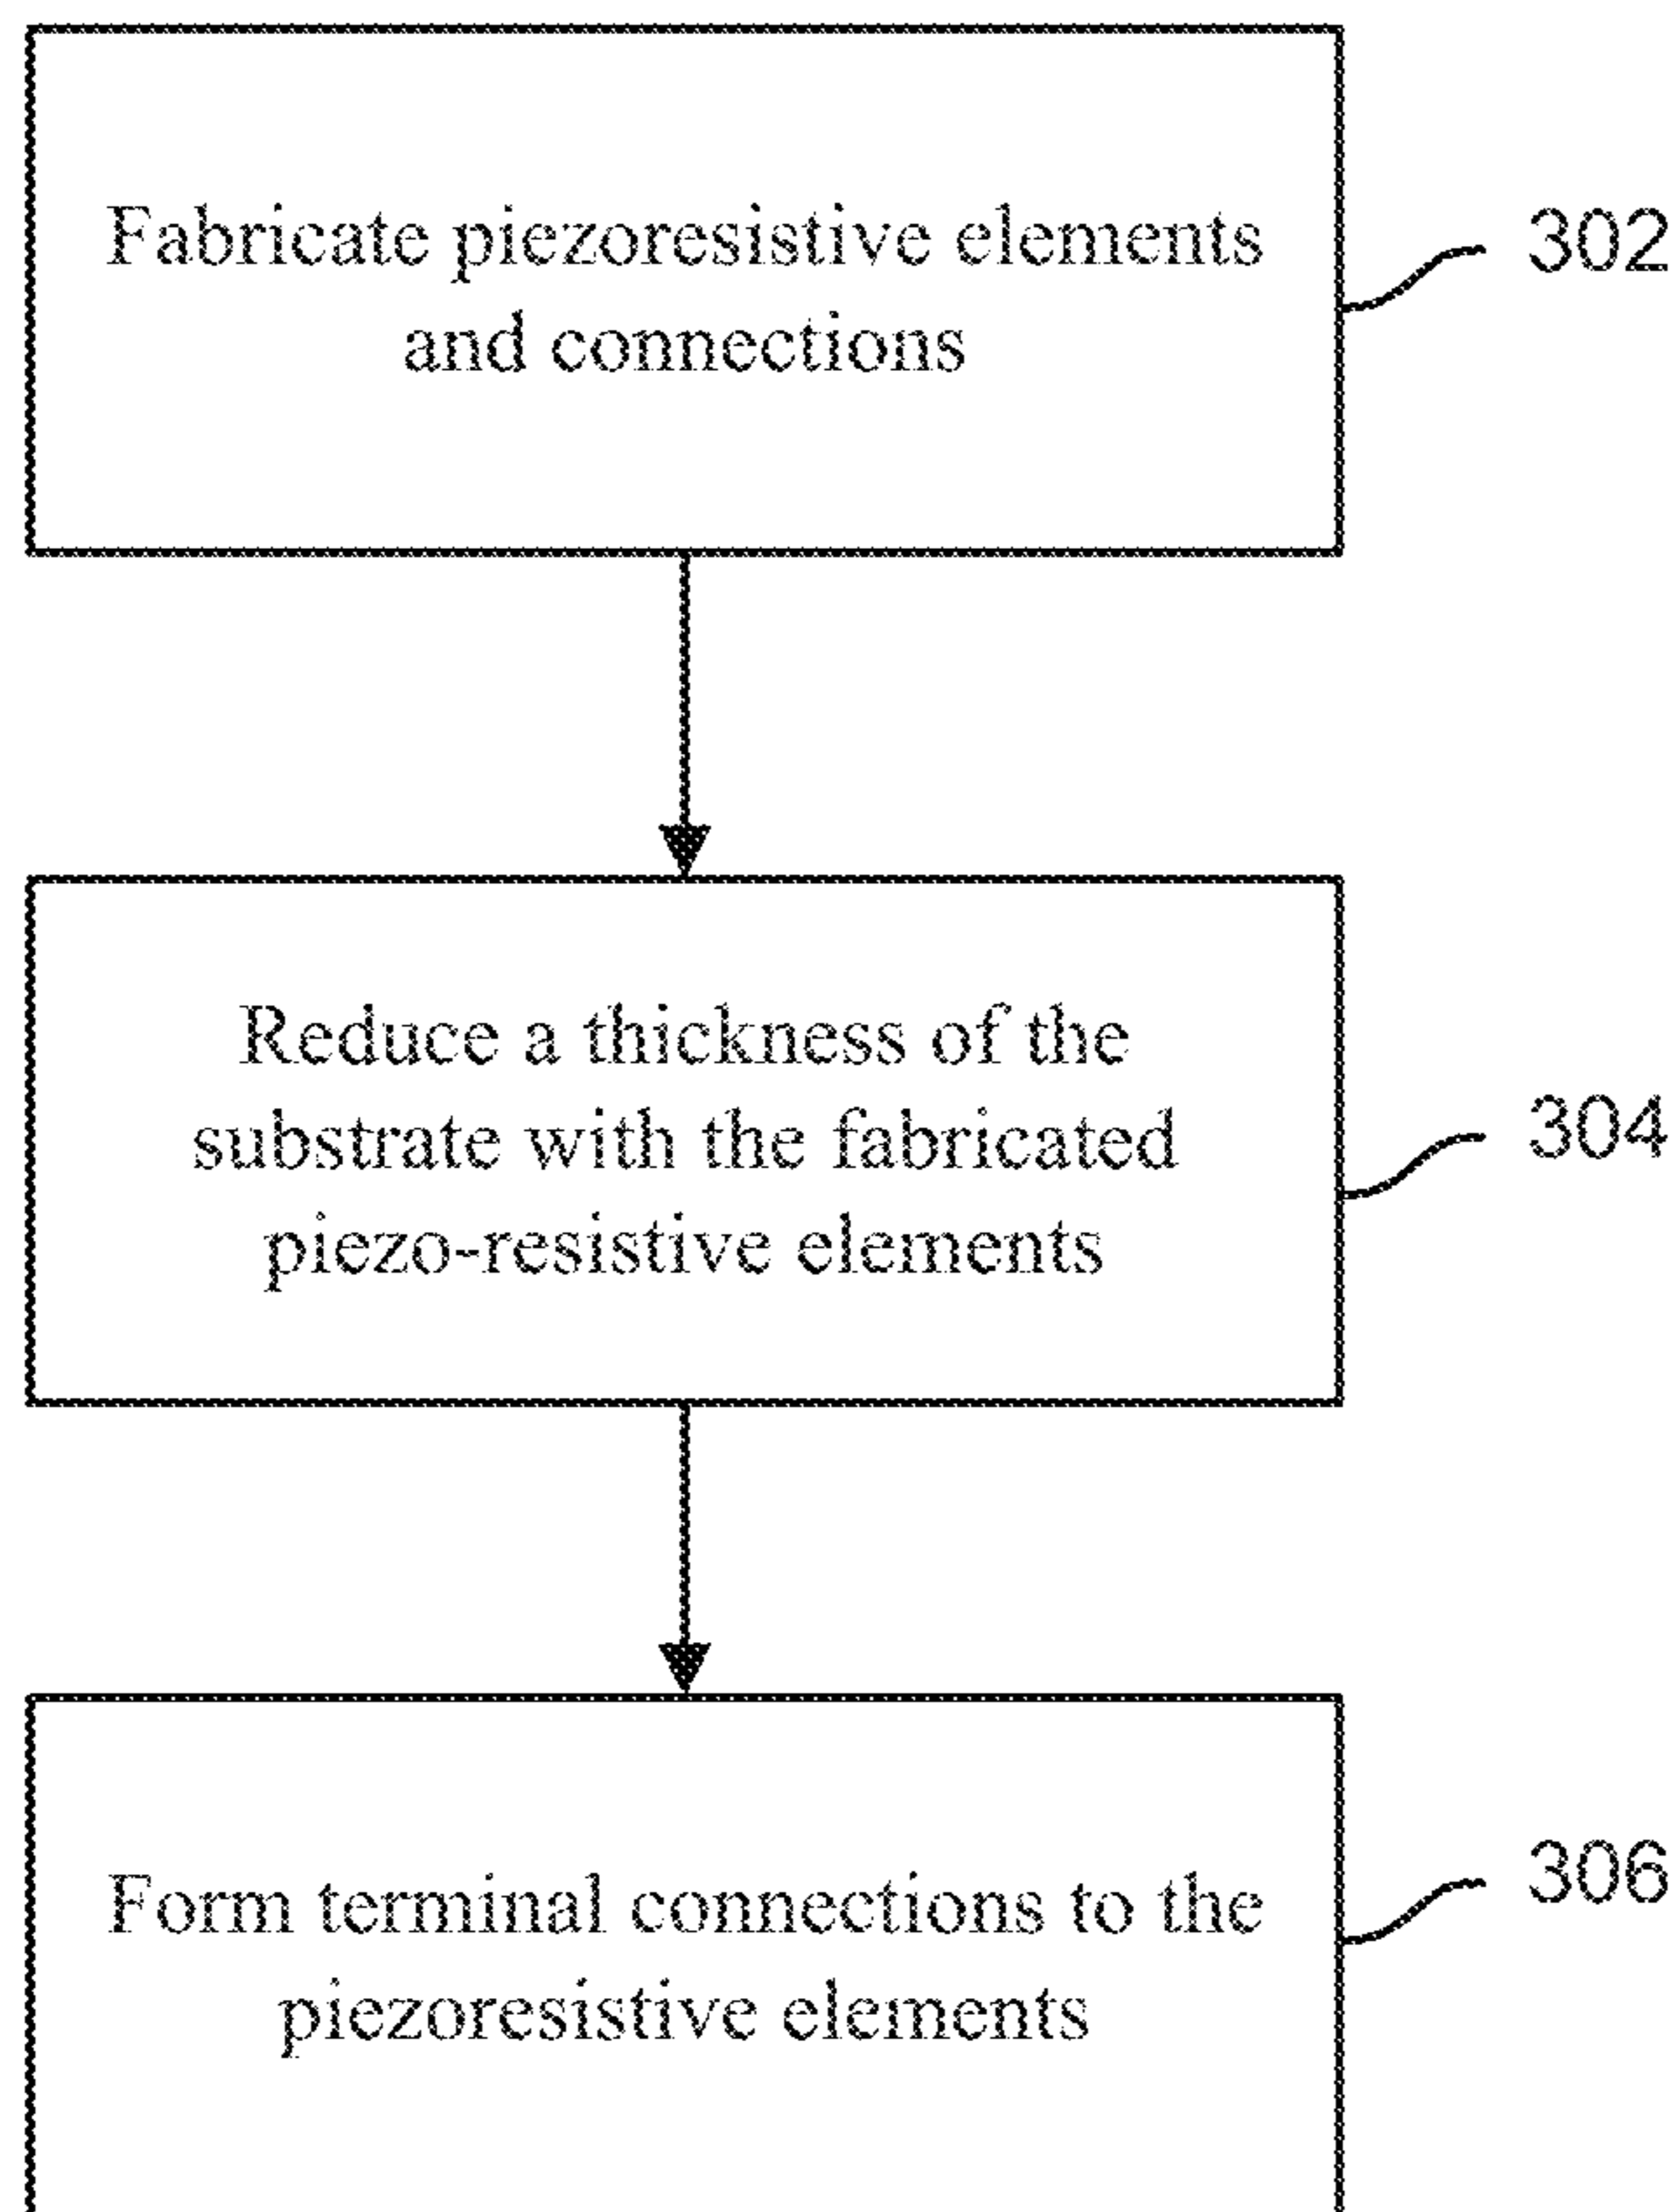 Fabricate piezoresistive elements
and connections
302
Reduce a thickness of the
substrate with the fabricated
piezo-resistive elements
304
Form terminal connections to the
piezoresistive elements
306